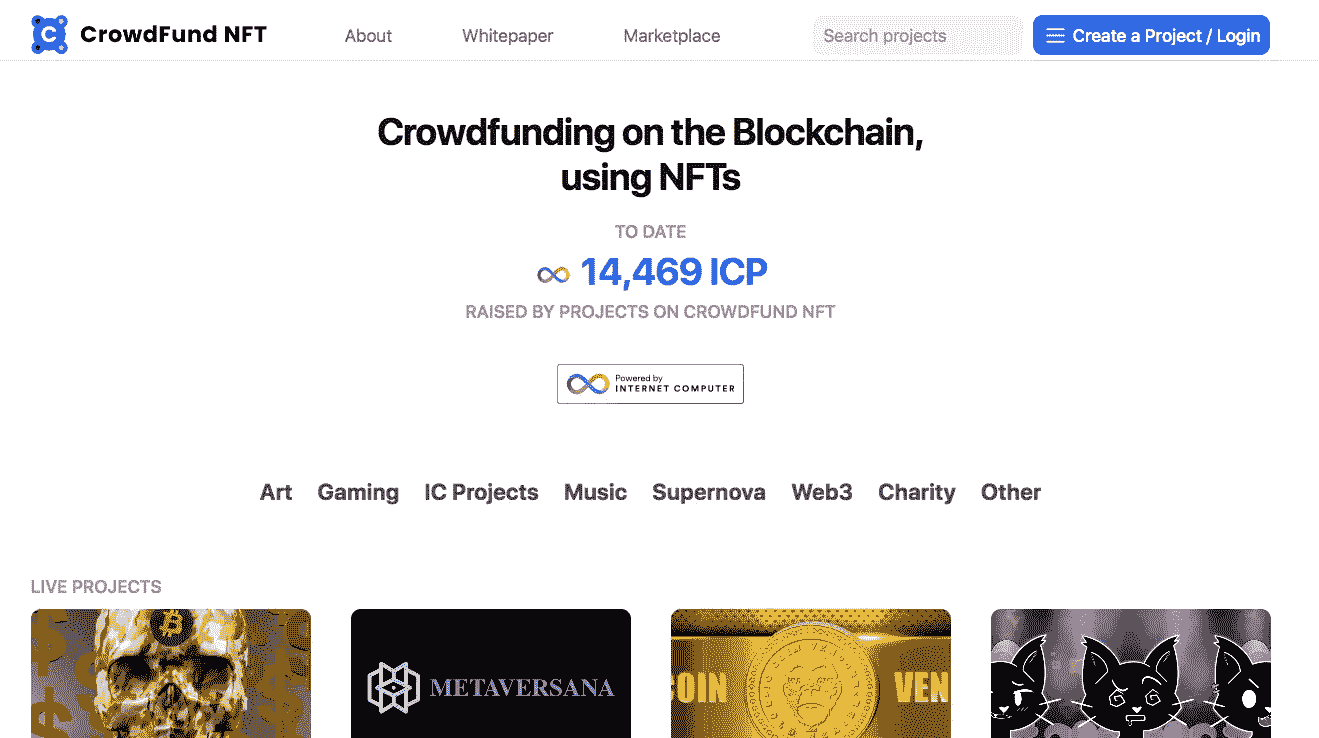 CrowdFund NFT
About
Whitepaper
Marketplace
Search projects
Create a Project / Login
Crowdfunding on the Blockchain,
using NFTs
TO DATE
14,469 ICP
RAISED BY PROJECTS ON CROWDFUND NFT
Powered by
INTERNET COMPUTER
Art
Gaming
IC Projects
Music
Supernova
Web3
Charity
Other
LIVE PROJECTS
METAVERSANA
OIN
VEN